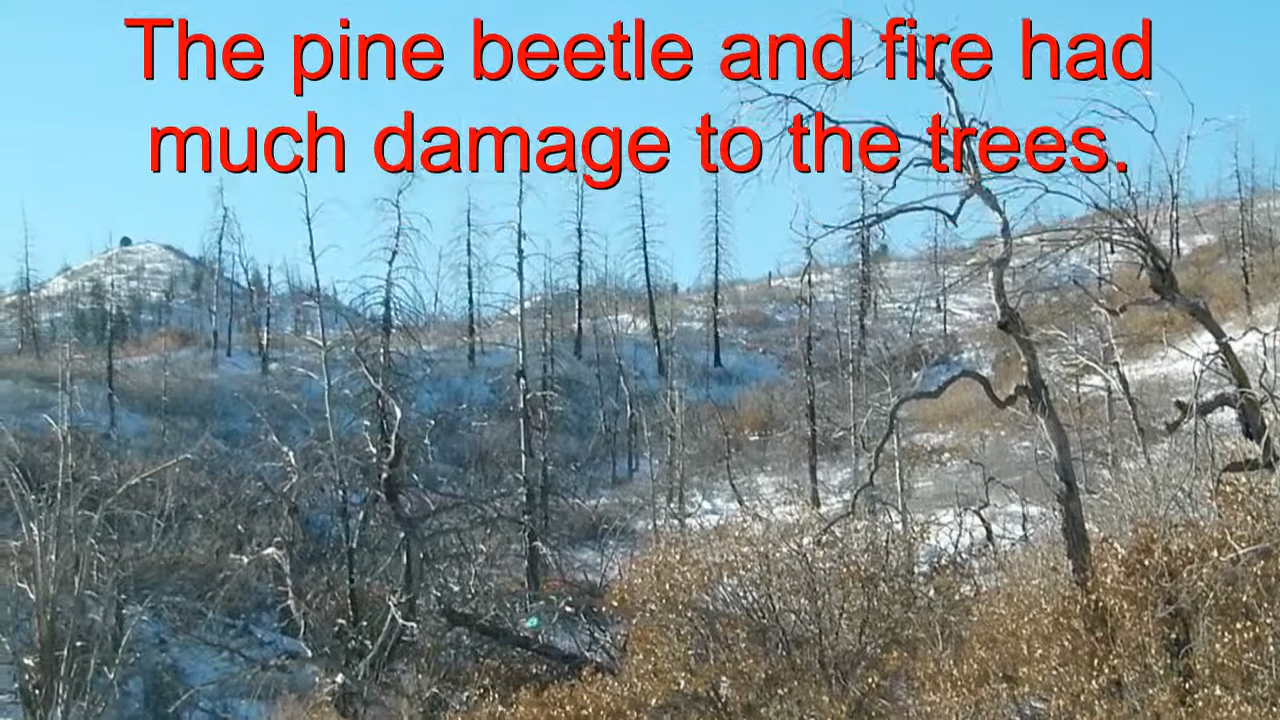 The pine beetle and fire had
much damage to the trees.